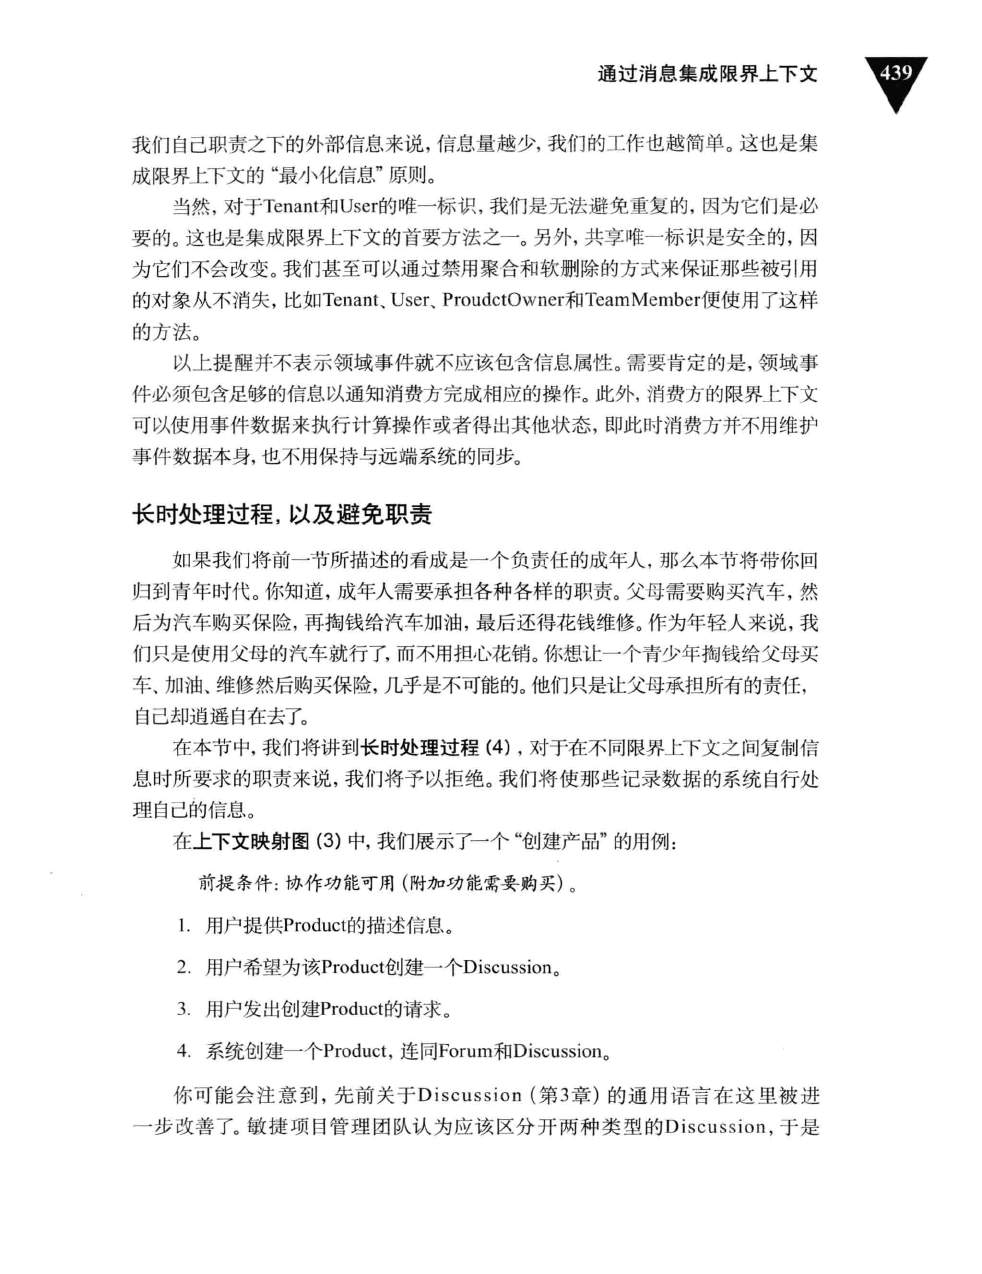 通过消息集成限界上下文 439
我们自己职责之下的外部信息来说，信息量越少，我们的工作也越简单。这也是集
成限界上下文的“最小化信息”原则。
当然，对于Tenant和User的唯一标识，我们是无法避免重复的，因为它们是必
要的。这也是集成限界上下文的首要方法之一。另外，共享唯一标识是安全的，因
为它们不会改变。我们甚至可以通过禁用聚合和软删除的方式来保证那些被引用
的对象从不消失，比如Tenant、User、ProudctOwner和TeamMember便使用了这样
的方法。
以上提醒并不表示领域事件就不应该包含信息属性。需要肯定的是，领域事
件必须包含足够的信息以通知消费方完成相应的操作。此外，消费方的限界上下文
可以使用事件数据来执行计算操作或者得出其他状态，即此时消费方并不用维护
事件数据本身，也不用保持与远端系统的同步。
长时处理过程，以及避免职责
如果我们将前一节所描述的看成是一个负责任的成年人，那么本节将带你回
归到青年时代。你知道，成年人需要承担各种各样的职责。父母需要购买汽车，然
后为汽车购买保险，再掏钱给汽车加油，最后还得花钱维修。作为年轻人来说，我
们只是使用父母的汽车就行了，而不用担心花销。你想让一个青少年掏钱给父母买
车、加油、维修然后购买保险，几乎是不可能的。他们只是让父母承担所有的责任，
自己却逍遥自在去了。
在本节中，我们将讲到长时处理过程（4），对于在不同限界上下文之间复制信
息时所要求的职责来说，我们将予以拒绝。我们将使那些记录数据的系统自行处
理自己的信息。
在上下文映射图（3）中，我们展示了一个“创建产品”的用例：
前提条件：协作功能可用（附加功能需要购买）。
1. 用户提供Product的描述信息。
2. 用户希望为该Product创建一个Discussion。
3. 用户发出创建Product的请求。
4. 系统创建一个Product，连同Forum和Discussion。
你可能会注意到，先前关于Discussion（第3章）的通用语言在这里被进
一步改善了。敏捷项目管理团队认为应该区分开两种类型的Discussion，于是